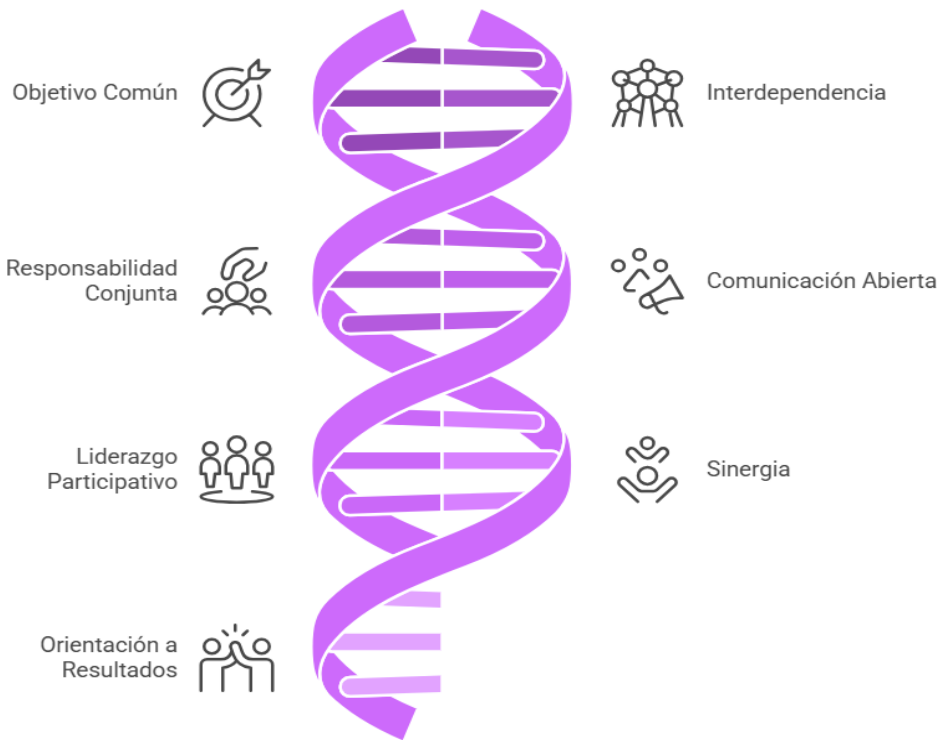 Objetivo Común
Interdependencia
Responsabilidad
Conjunta
Comunicación Abierta
Liderazgo
Participativo
Sinergia
Orientación a
Resultados